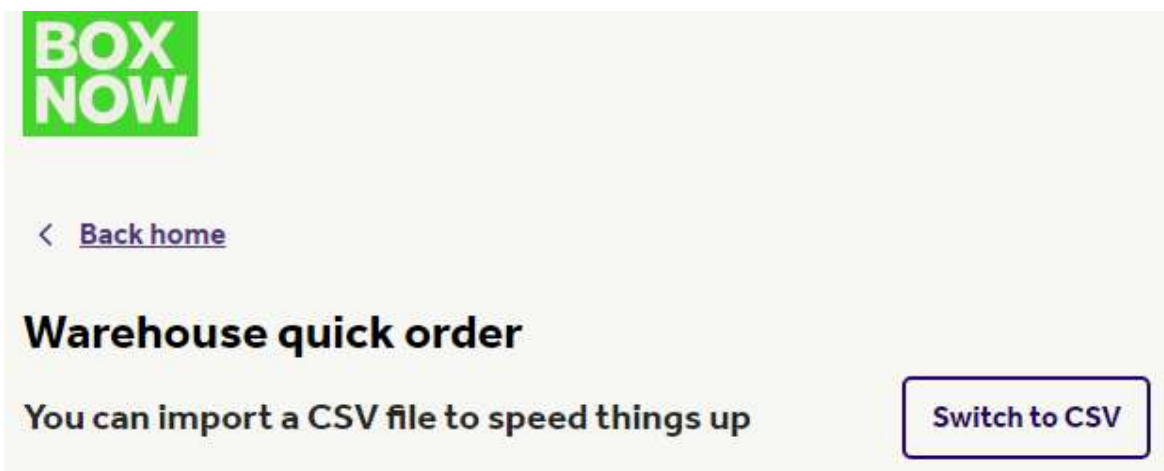 BOX
NOW
< Back home
Warehouse quick order
You can import a CSV file to speed things up
Switch to CSV